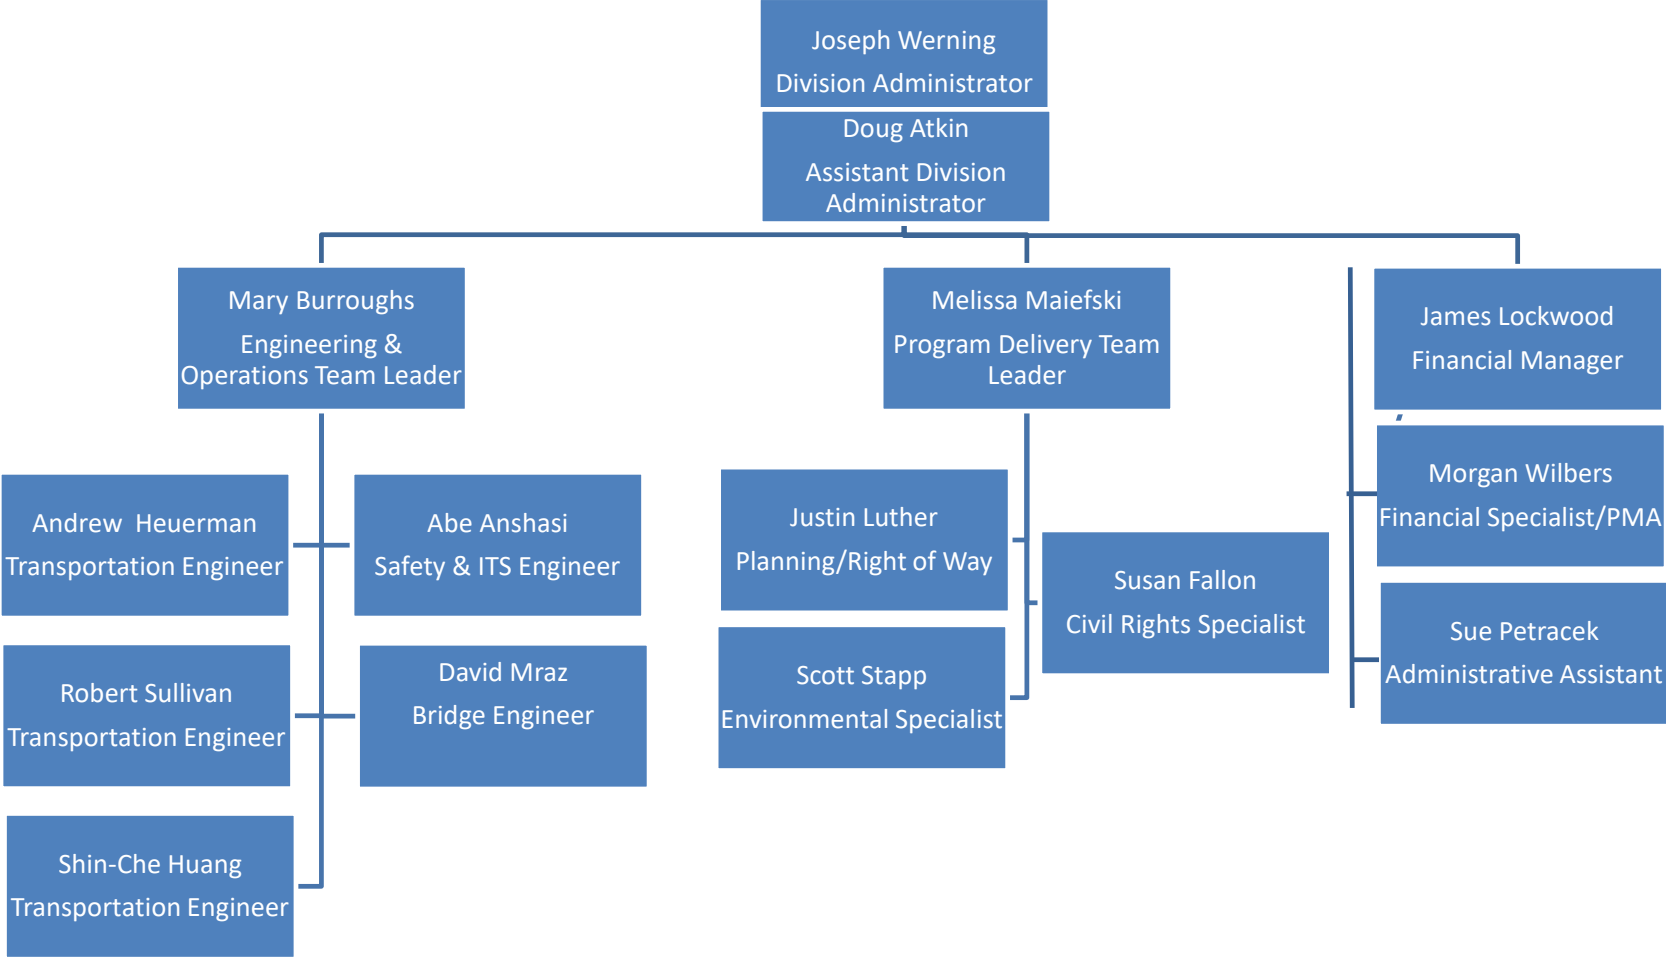 Joseph Werning
Division Administrator
Doug Atkin
Assistant Division
Administrator
Mary Burroughs
Engineering &
Operations Team Leader
Melissa Maiefski
Program Delivery Team
Leader
James Lockwood
Financial Manager
Andrew  Heuerman
Transportation Engineer
Abe Anshasi
Safety & ITS Engineer
Robert Sullivan
Transportation Engineer
David Mraz
Bridge Engineer
Shin-Che Huang
Transportation Engineer
Justin Luther
Planning/Right of Way
Susan Fallon
Civil Rights Specialist
Scott Stapp
Environmental Specialist
Morgan Wilbers
Financial Specialist/PMA
Sue Petracek
Administrative Assistant